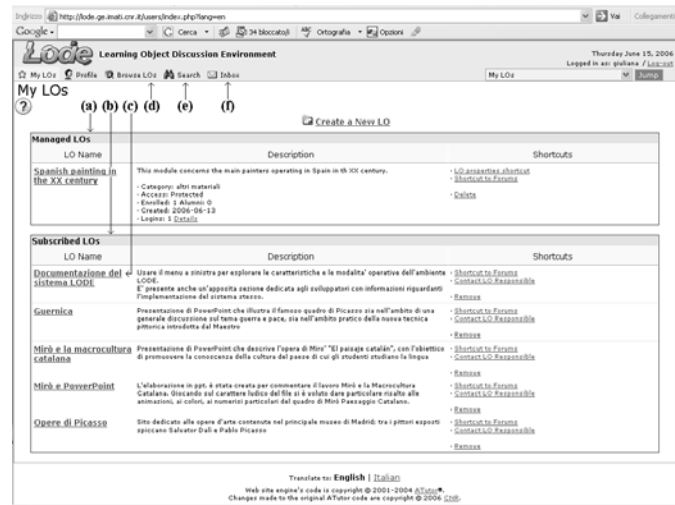 Indirizzo http://lode.ge.imati.cnr.it/users/index.php?lang=en Vai Collegamenti
Google Cerca 34 bloccato/i Ortografia Opzioni
Lode Learning Object Discussion Environment
Thursday June 15, 2006
Logged in as: giuliana / Log-out
My LOs Profile Browse LOs Search Inbox My LOs Jump
My LOs
?
(a) (b) (c) (d) (e) (f)
Create a New LO
Managed LOs
LO Name Description Shortcuts
Spanish painting in the XX century
This module concerns the main painters operating in Spain in th XX century.
- Category: altri materiali
- Access: Protected
- Enrolled: 1 Alumni: 0
- Created: 2006-06-13
- Logins: 1 Details
· LO properties shortcut
· Shortcut to Forums
· Delete
Subscribed LOs
LO Name Description Shortcuts
Documentazione del sistema LODE
Usare il menu a sinistra per esplorare le caratteristiche e le modalita' operative dell'ambiente
LODE.
E' presente anche un'apposita sezione dedicata agli sviluppatori con informazioni riguardanti
l'implementazione del sistema stesso.
· Shortcut to Forums
· Contact LO Responsible
· Remove
Guernica
Presentazione di PowerPoint che illustra il famoso quadro di Picasso sia nell'ambito di una
generale discussione sul tema guerra e pace, sia nell'ambito pratico della nuova tecnica
pittorica introdotta dal Maestro
· Shortcut to Forums
· Contact LO Responsible
· Remove
Mirò e la macrocultura catalana
Presentazione di PowerPoint che descrive l'opera di Miro' "El paisaje catalán", con l'obiettico
di promuovere la conoscenza della cultura del paese di cui gli studenti studiano la lingua
· Shortcut to Forums
· Contact LO Responsible
· Remove
Mirò e PowerPoint
L'elaborazione in ppt. é stata creata per commentare il lavoro Mirò e la Macrocultura
Catalana. Giocando sul carattere ludico del file si é voluto dare particolare risalto alle
animazioni, ai colori, ai numerisi particolari del quadro di Mirò Paesaggio Catalano.
· Shortcut to Forums
· Contact LO Responsible
· Remove
Opere di Picasso
Sito dedicato alle opere d'arte contenute nel principale museo di Madrid: tra i pittori esposti
spiccano Salvator Dalì e Pablo Picasso
· Shortcut to Forums
· Contact LO Responsible
· Remove
Translate to: English | Italian
Web site engine's code is copyright © 2001-2004 ATutor®.
Changes made to the original ATutor code are copyright © 2006 CNR.